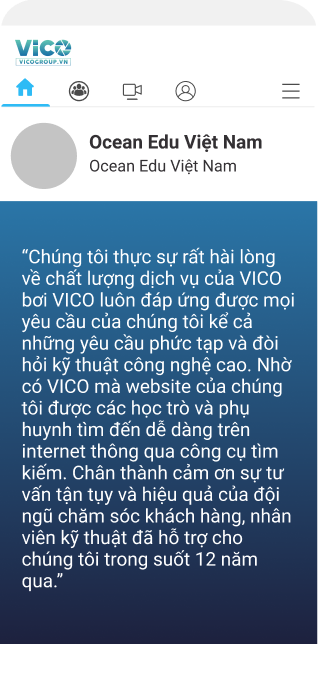 ViCO
VICOGROUP.VN
Ocean Edu Việt Nam
Ocean Edu Việt Nam
“Chúng tôi thực sự rất hài lòng
về chất lượng dịch vụ của VICO
bơi VICO luôn đáp ứng được mọi
yêu cầu của chúng tôi kể cả
những yêu cầu phức tạp và đòi
hỏi kỹ thuật công nghệ cao. Nhờ
có VICO mà website của chúng
tôi được các học trò và phụ
huynh tìm đến dễ dàng trên
internet thông qua công cụ tìm
kiếm. Chân thành cảm ơn sự tư
vấn tận tụy và hiệu quả của đội
ngũ chăm sóc khách hàng, nhân
viên kỹ thuật đã hỗ trợ cho
chúng tôi trong suốt 12 năm
qua.”